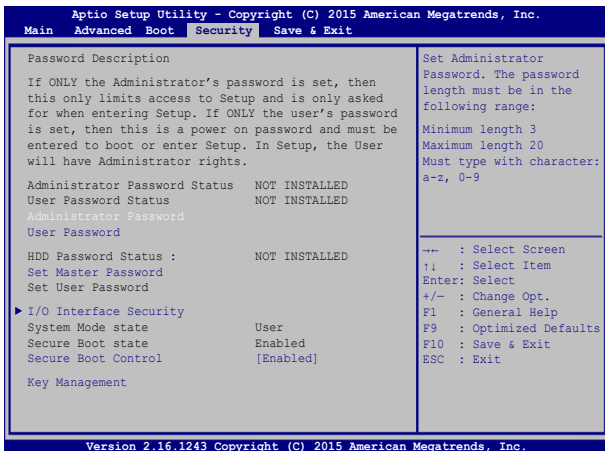 Aptio Setup Utility - Copyright (C) 2015 American Megatrends, Inc.
Main Advanced Boot Security Save & Exit
Password Description
If ONLY the Administrator's password is set, then
this only limits access to Setup and is only asked
for when entering Setup. If ONLY the user's password
is set, then this is a power on password and must be
entered to boot or enter Setup. In Setup, the User
will have Administrator rights.
Administrator Password Status NOT INSTALLED
User Password Status NOT INSTALLED
Administrator Password
User Password
HDD Password Status : NOT INSTALLED
Set Master Password
Set User Password
▶ I/O Interface Security
System Mode state User
Secure Boot state Enabled
Secure Boot Control [Enabled]
Key Management
Set Administrator
Password. The password
length must be in the
following range:
Minimum length 3
Maximum length 20
Must type with character:
a-z, 0-9
→← : Select Screen
↑↓ : Select Item
Enter: Select
+/— : Change Opt.
F1 : General Help
F9 : Optimized Defaults
F10 : Save & Exit
ESC : Exit
Version 2.16.1243 Copyright (C) 2015 American Megatrends, Inc.